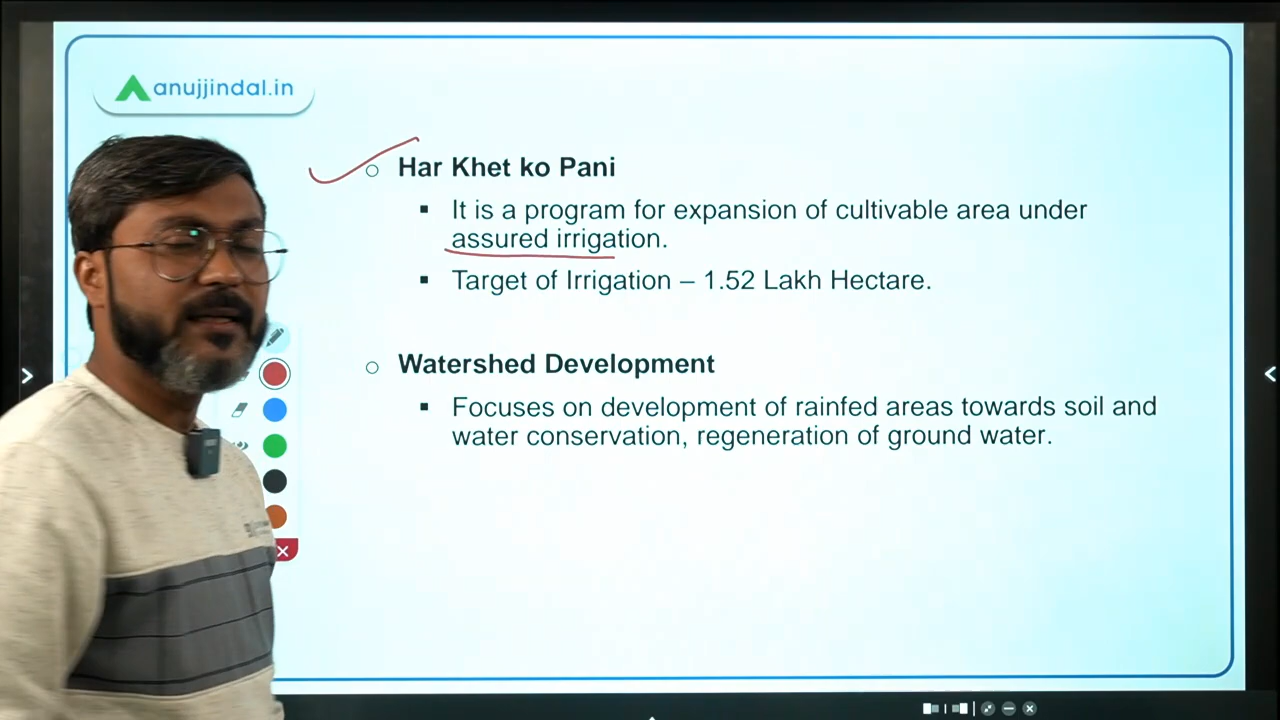 anujjindal.in
Har Khet ko Pani
It is a program for expansion of cultivable area under
assured irrigation.
Target of Irrigation – 1.52 Lakh Hectare.
Watershed Development
Focuses on development of rainfed areas towards soil and
water conservation, regeneration of ground water.